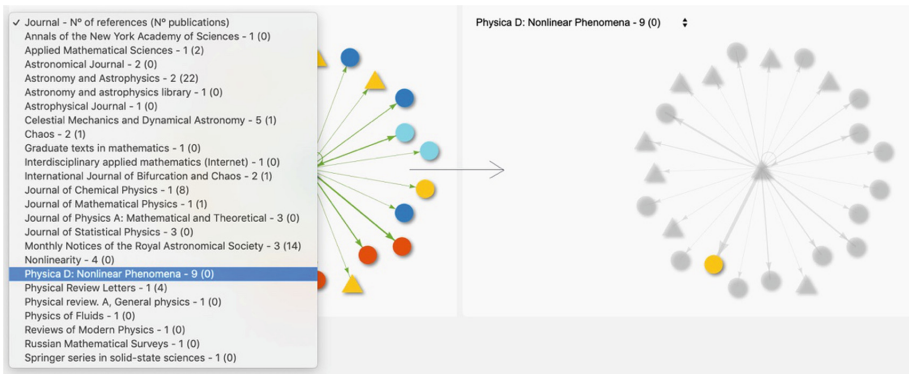 ✓ Journal - Nº of references (Nº publications)
Annals of the New York Academy of Sciences - 1 (0)
Applied Mathematical Sciences - 1 (2)
Astronomical Journal - 2 (0)
Astronomy and Astrophysics - 2 (22)
Astronomy and astrophysics library - 1 (0)
Astrophysical Journal - 1 (0)
Celestial Mechanics and Dynamical Astronomy - 5 (1)
Chaos - 2 (1)
Graduate texts in mathematics - 1 (0)
Interdisciplinary applied mathematics (Internet) - 1 (0)
International Journal of Bifurcation and Chaos - 2 (1)
Journal of Chemical Physics - 1 (8)
Journal of Mathematical Physics - 1 (1)
Journal of Physics A: Mathematical and Theoretical - 3 (0)
Journal of Statistical Physics - 3 (0)
Monthly Notices of the Royal Astronomical Society - 3 (14)
Nonlinearity - 4 (0)
Physica D: Nonlinear Phenomena - 9 (0)
Physical Review Letters - 1 (4)
Physical review. A, General physics - 1 (0)
Physics of Fluids - 1 (0)
Reviews of Modern Physics - 1 (0)
Russian Mathematical Surveys - 1 (0)
Springer series in solid-state sciences - 1 (0)
Physica D: Nonlinear Phenomena - 9 (0)